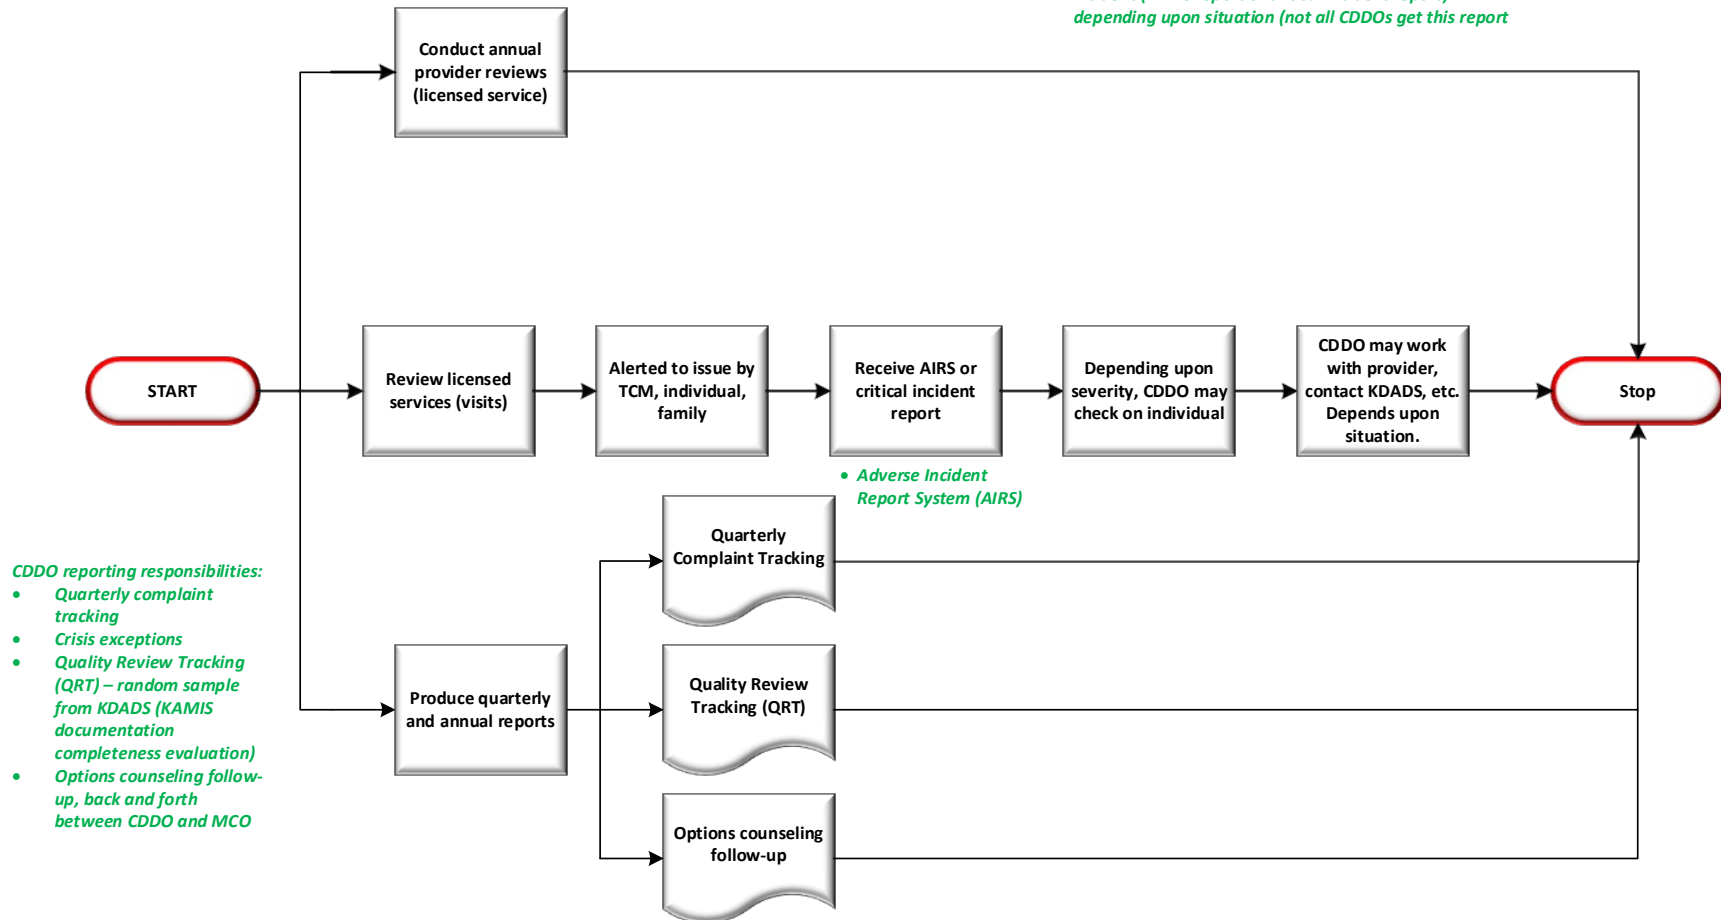 depending upon situation (not all CDDOs get this report
Conduct annual
provider reviews
(licensed service)
START
Review licensed
services (visits)
Alerted to issue by
TCM, individual,
family
Receive AIRS or
critical incident
report
Depending upon
severity, CDDO may
check on individual
CDDO may work
with provider,
contact KDADS, etc.
Depends upon
situation.
Stop
• Adverse Incident
Report System (AIRS)
CDDO reporting responsibilities:
• Quarterly complaint
tracking
• Crisis exceptions
• Quality Review Tracking
(QRT) – random sample
from KDADS (KAMIS
documentation
completeness evaluation)
• Options counseling follow-
up, back and forth
between CDDO and MCO
Produce quarterly
and annual reports
Quarterly
Complaint Tracking
Quality Review
Tracking (QRT)
Options counseling
follow-up